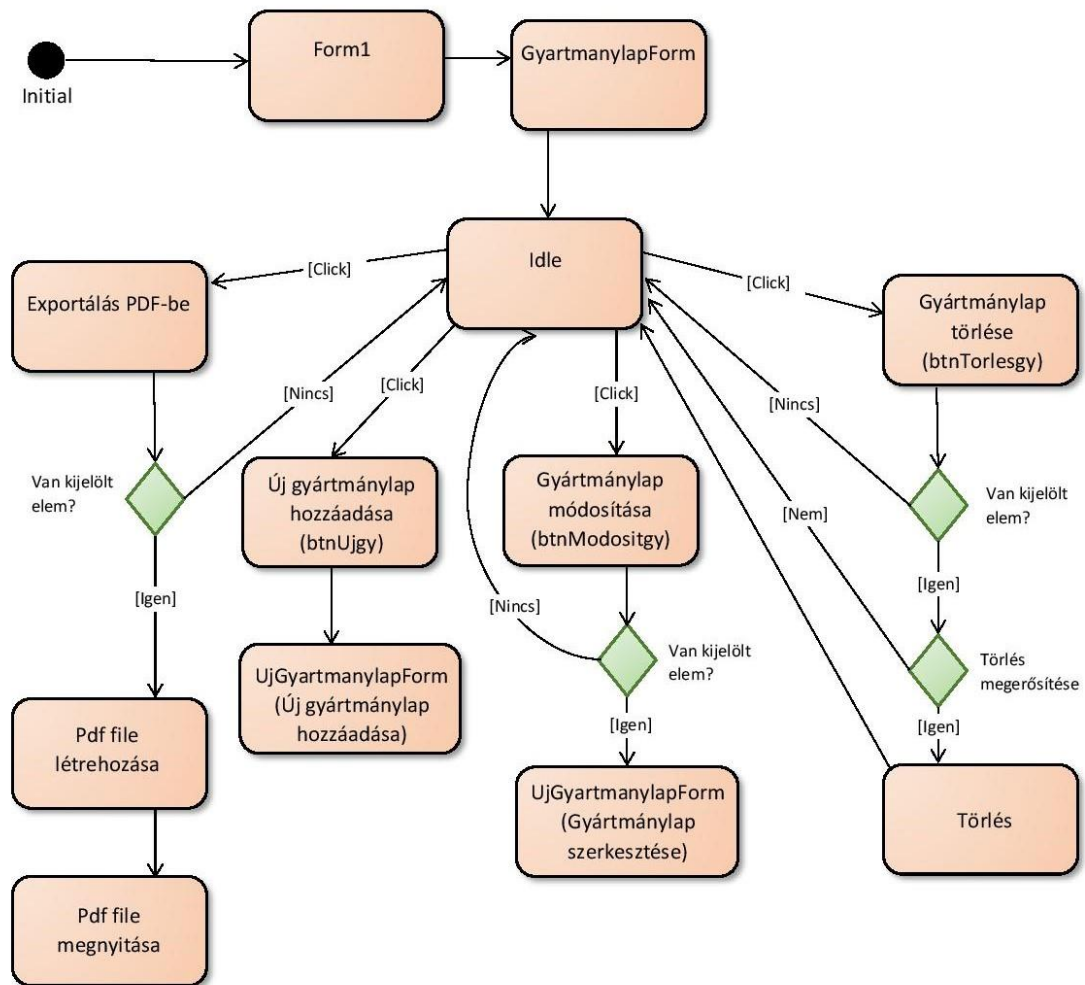 Form1
GyartmanylapForm
Initial
Idle
[Click]
[Click]
Exportálás PDF-be
Gyártmánylap
törlése
(btnTorlesgy)
[Nincs]
[Click]
[Click]
[Nincs]
Van kijelölt
elem?
Új gyártmánylap
hozzáadása
(btnUjgy)
Gyártmánylap
módosítása
(btnModositgy)
Van kijelölt
elem?
[Nem]
[Igen]
[Igen]
[Nincs]
Van kijelölt
elem?
Törlés
megerősítése
UjGyartmanylapForm
(Új gyártmánylap
hozzáadása)
[Igen]
[Igen]
Pdf file
létrehozása
UjGyartmanylapForm
(Gyártmánylap
szerkesztése)
Törlés
Pdf file
megnyitása